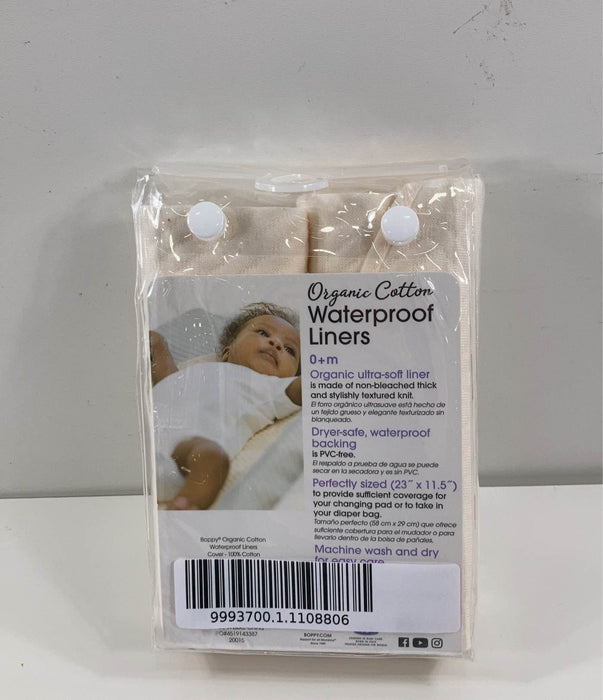 Organic Cotton
Waterproof
Liners
0+m
Organic ultra-soft liner
is made of non-bleached thick
and stylishly textured knit.
El forro orgánico ultrasuave está hecho de
un tejido grueso y elegante texturizado sin
blanqueado.
Dryer-safe, waterproof
backing
is PVC-free.
El respaldo a prueba de agua se puede
secar en la secadora y es sin PVC.
Perfectly sized (23˝ x 11.5˝)
to provide sufficient coverage for
your changing pad or to take in
your diaper bag.
Tamaño perfecto (58 cm x 29 cm) que ofrece
suficiente cobertura para el mudador o para
llevarlo dentro de la bolsa de pañales.
Machine wash and dry
for easy care
Boppy® Organic Cotton
Waterproof Liners
Cover - 100% Cotton
9993700.1.1108806
20015
BOPPY.COM